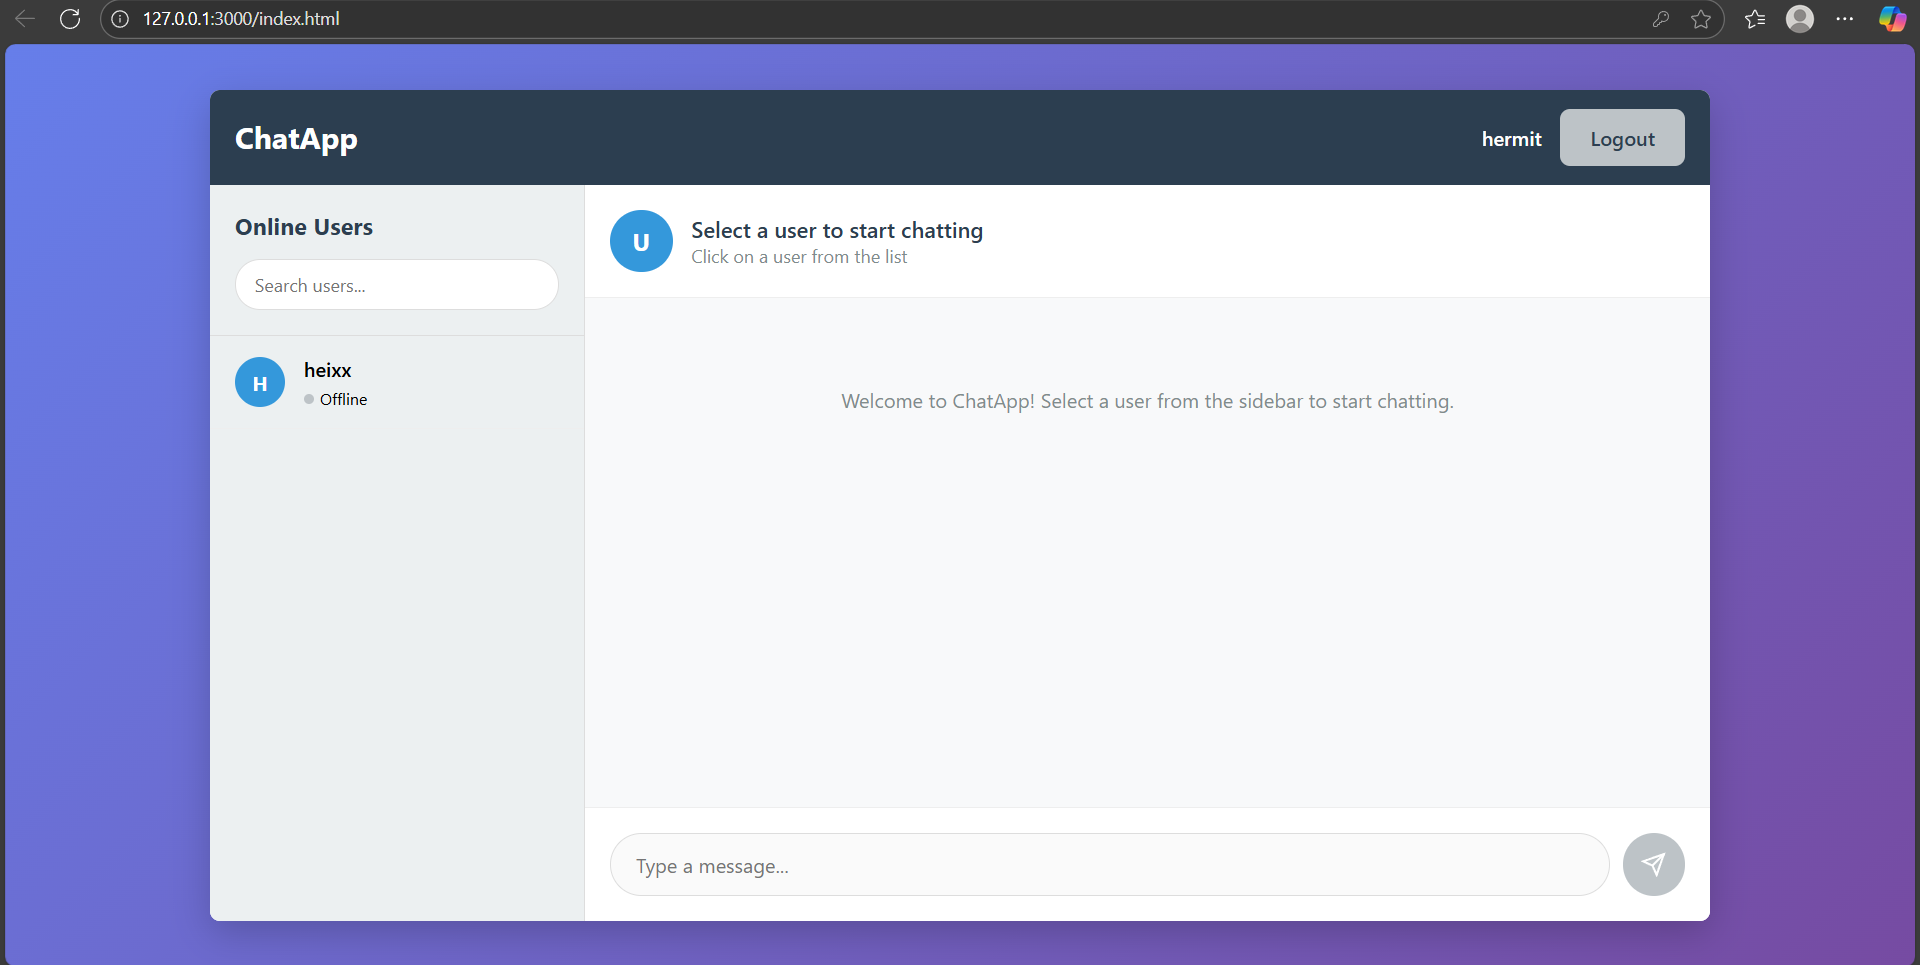 127.0.0.1:3000/index.html
ChatApp
hermit
Logout
Online Users
Search users...
H
heixx
Offline
U
Select a user to start chatting
Click on a user from the list
Welcome to ChatApp! Select a user from the sidebar to start chatting.
Type a message...